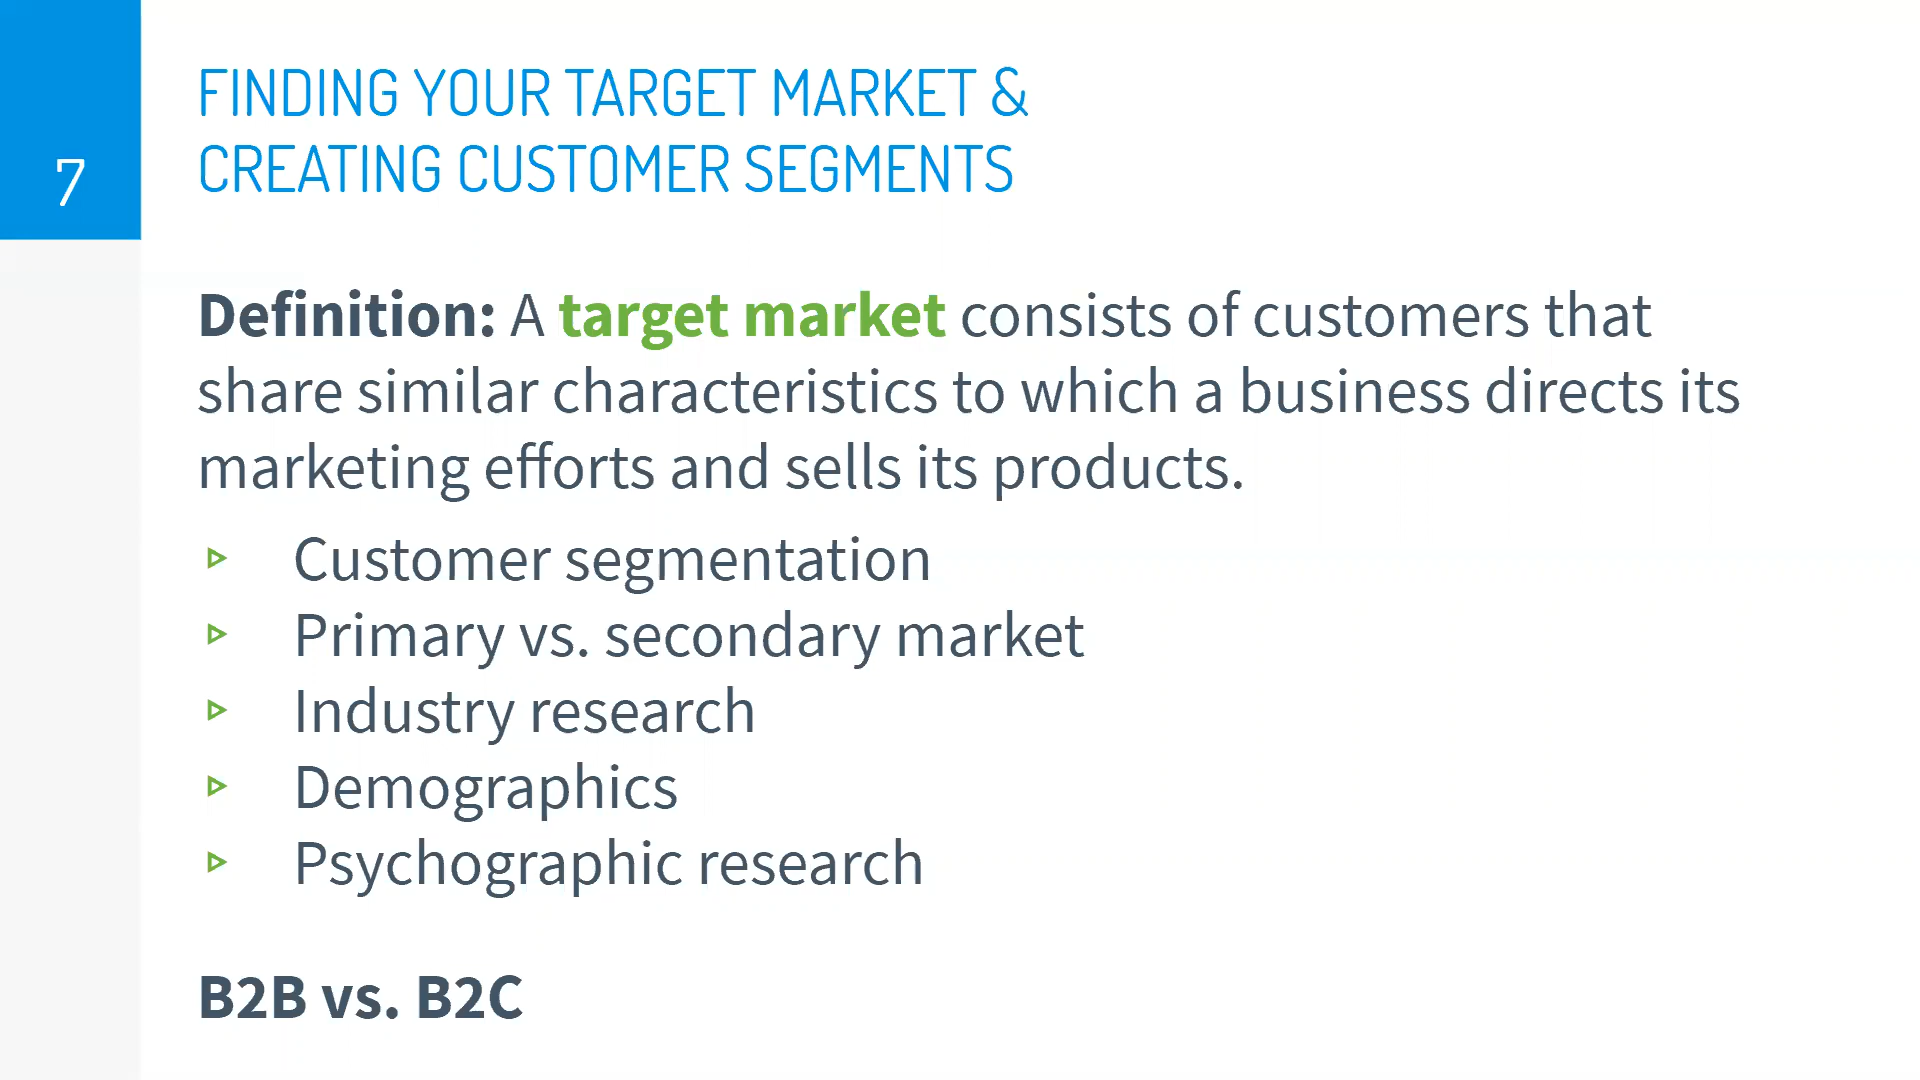 7
FINDING YOUR TARGET MARKET &
CREATING CUSTOMER SEGMENTS
Definition: A target market consists of customers that
share similar characteristics to which a business directs its
marketing efforts and sells its products.
Customer segmentation
Primary vs. secondary market
Industry research
Demographics
Psychographic research
B2B vs. B2C